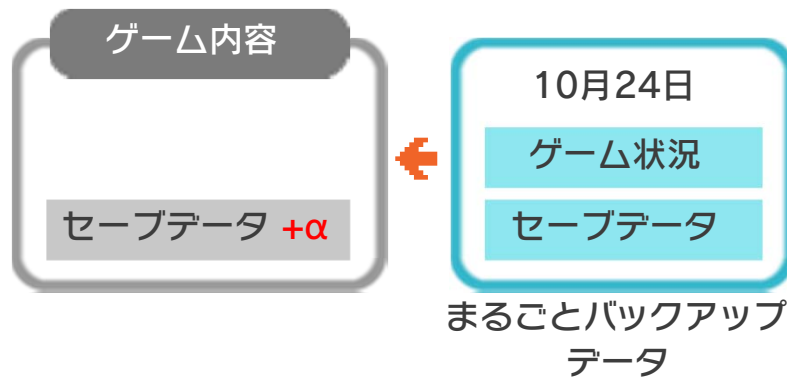 ゲーム内容
セーブデータ +α
10月24日
ゲーム状況
セーブデータ
まるごとバックアップ
データ